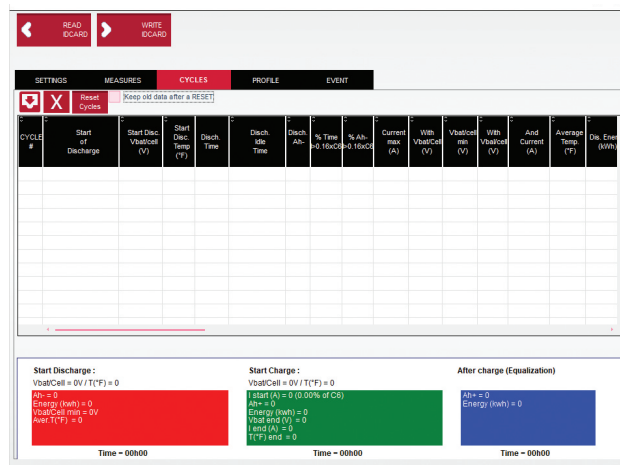 READ
IDCARD
WRITE
IDCARD
SETTINGS
MEASURES
CYCLES
PROFILE
EVENT
X
Reset
Cycles
Keep old data after a RESET
CYCLE
#
Start
of
Discharge
Start Disc.
Vbat/cell
(V)
Start
Disc.
Temp
(°F)
Disch.
Time
Disch.
Idle
Time
Disch.
Ah-
% Time
I>0.16xC6
% Ah-
I>0.16xC6
Current
max
(A)
With
Vbat/Cell
(V)
Vbat/cell
min
(V)
With
Vbal/cell
(V)
And
Current
(A)
Average
Temp.
(°F)
Dis. Ener
(kWh)
Start Discharge :
Vbat/Cell = 0V / T(°F) = 0
Ah- = 0
Energy (kwh) = 0
Vbat/Cell min = 0V
Aver.T(°F) = 0
Time = 00h00
Start Charge :
Vbat/Cell = 0V / T(°F) = 0
I start (A) = 0 (0.00% of C6)
Ah+ = 0
Energy (kwh) = 0
Vbat end (V) = 0
I end (A) = 0
T(°F) end = 0
Time = 00h00
After charge (Equalization)
Ah+ = 0
Energy (kwh) = 0
Time = 00h00